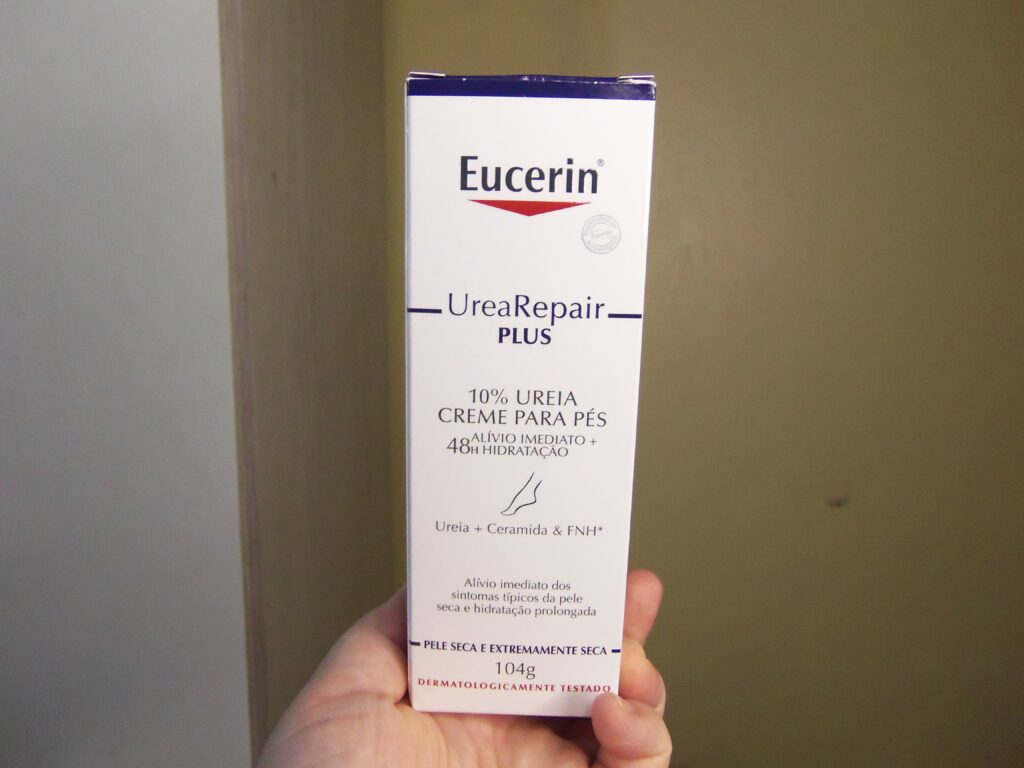 Eucerin®
UreaRepair
PLUS
10% UREIA
CREME PARA PÉS
48H ALÍVIO IMEDIATO +
HIDRATAÇÃO
Ureia + Ceramida & FNH*
Alívio imediato dos
sintomas típicos da pele
seca e hidratação prolongada
PELE SECA E EXTREMAMENTE SECA
104g
DERMATOLOGICAMENTE TESTADO